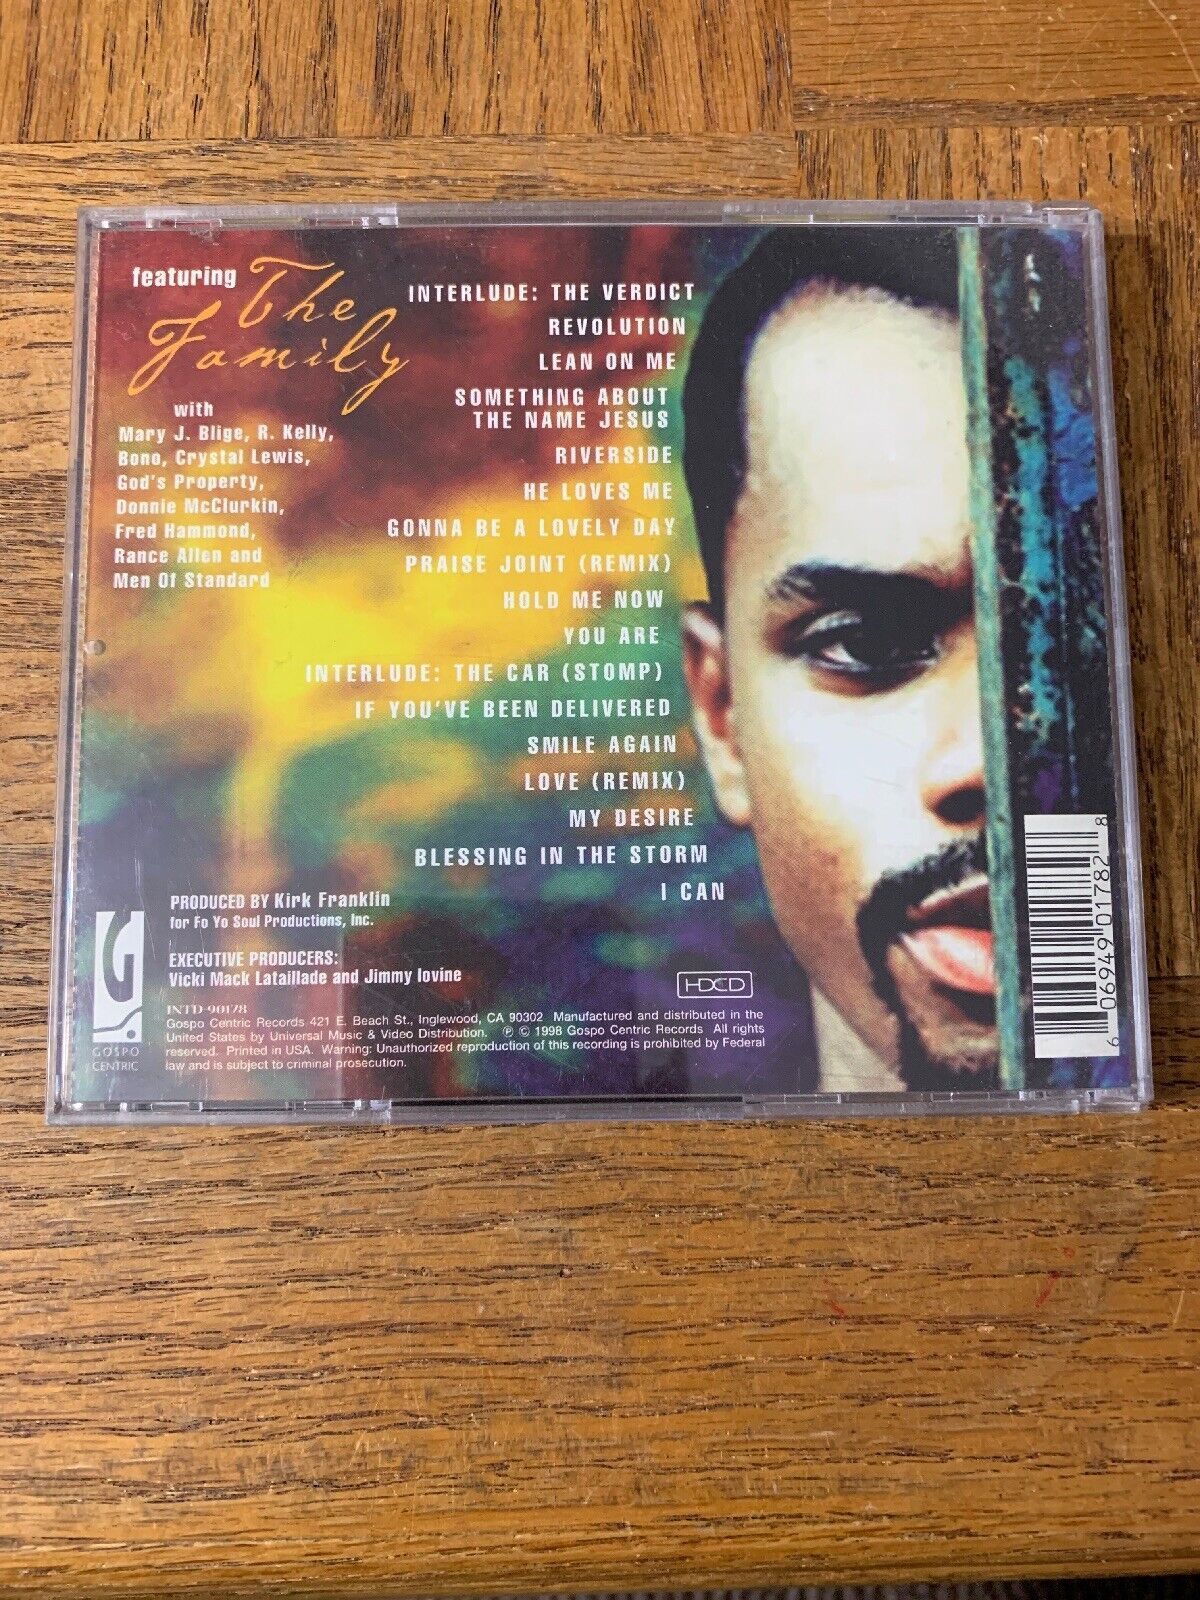 featuring
The
Family
with
Mary J. Blige, R. Kelly,
Bono, Crystal Lewis,
God's Property,
Donnie McClurkin,
Fred Hammond,
Rance Allen and
Men Of Standard
INTERLUDE: THE VERDICT
REVOLUTION
LEAN ON ME
SOMETHING ABOUT
THE NAME JESUS
RIVERSIDE
HE LOVES ME
GONNA BE A LOVELY DAY
PRAISE JOINT (REMIX)
HOLD ME NOW
YOU ARE
INTERLUDE: THE CAR (STOMP)
IF YOU'VE BEEN DELIVERED
SMILE AGAIN
LOVE (REMIX)
MY DESIRE
BLESSING IN THE STORM
I CAN
PRODUCED BY Kirk Franklin
for Fo Yo Soul Productions, Inc.
EXECUTIVE PRODUCERS:
Vicki Mack Lataillade and Jimmy Iovine
INTD-90178
Gospo Centric Records 421 E. Beach St., Inglewood, CA 90302 Manufactured and distributed in the
United States by Universal Music & Video Distribution. ℗ © 1998 Gospo Centric Records All rights
reserved. Printed in USA. Warning: Unauthorized reproduction of this recording is prohibited by Federal
law and is subject to criminal prosecution.
G
GOSPO
CENTRIC
HDCD
6 06949 01782 8